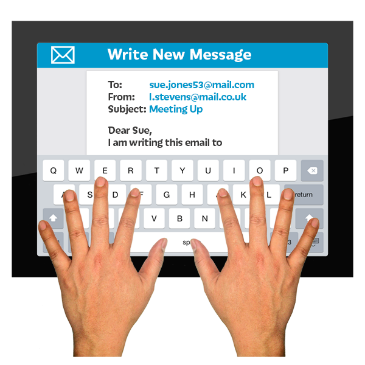 Write New Message
To: sue.jones53@mail.com
From: l.stevens@mail.co.uk
Subject: Meeting Up
Dear Sue,
I am writing this email to
Q W E R T Y U I O P
A S D F K L return
V B N